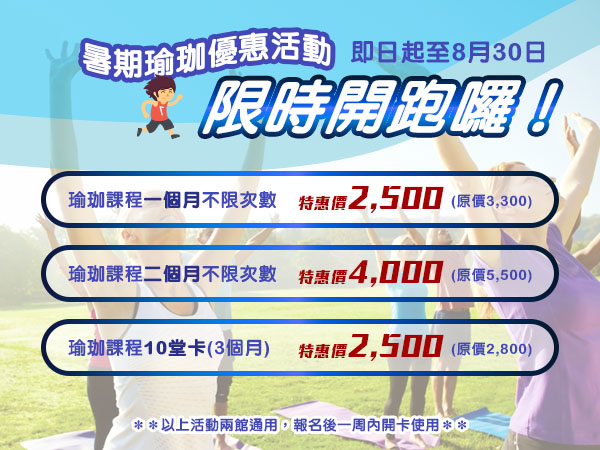 暑期瑜珈優惠活動 即日起至8月30日
限時開跑囉！
瑜珈課程一個月不限次數 特惠價2,500 (原價3,300)
瑜珈課程二個月不限次數 特惠價4,000 (原價5,500)
瑜珈課程10堂卡(3個月) 特惠價2,500 (原價2,800)
＊＊以上活動兩館通用，報名後一周內開卡使用＊＊